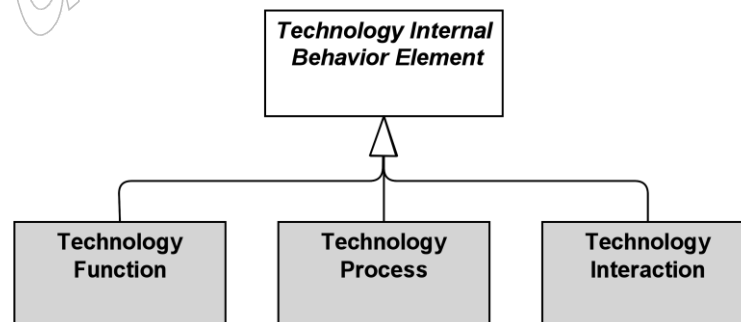 Technology Internal
Behavior Element
Technology
Function
Technology
Process
Technology
Interaction